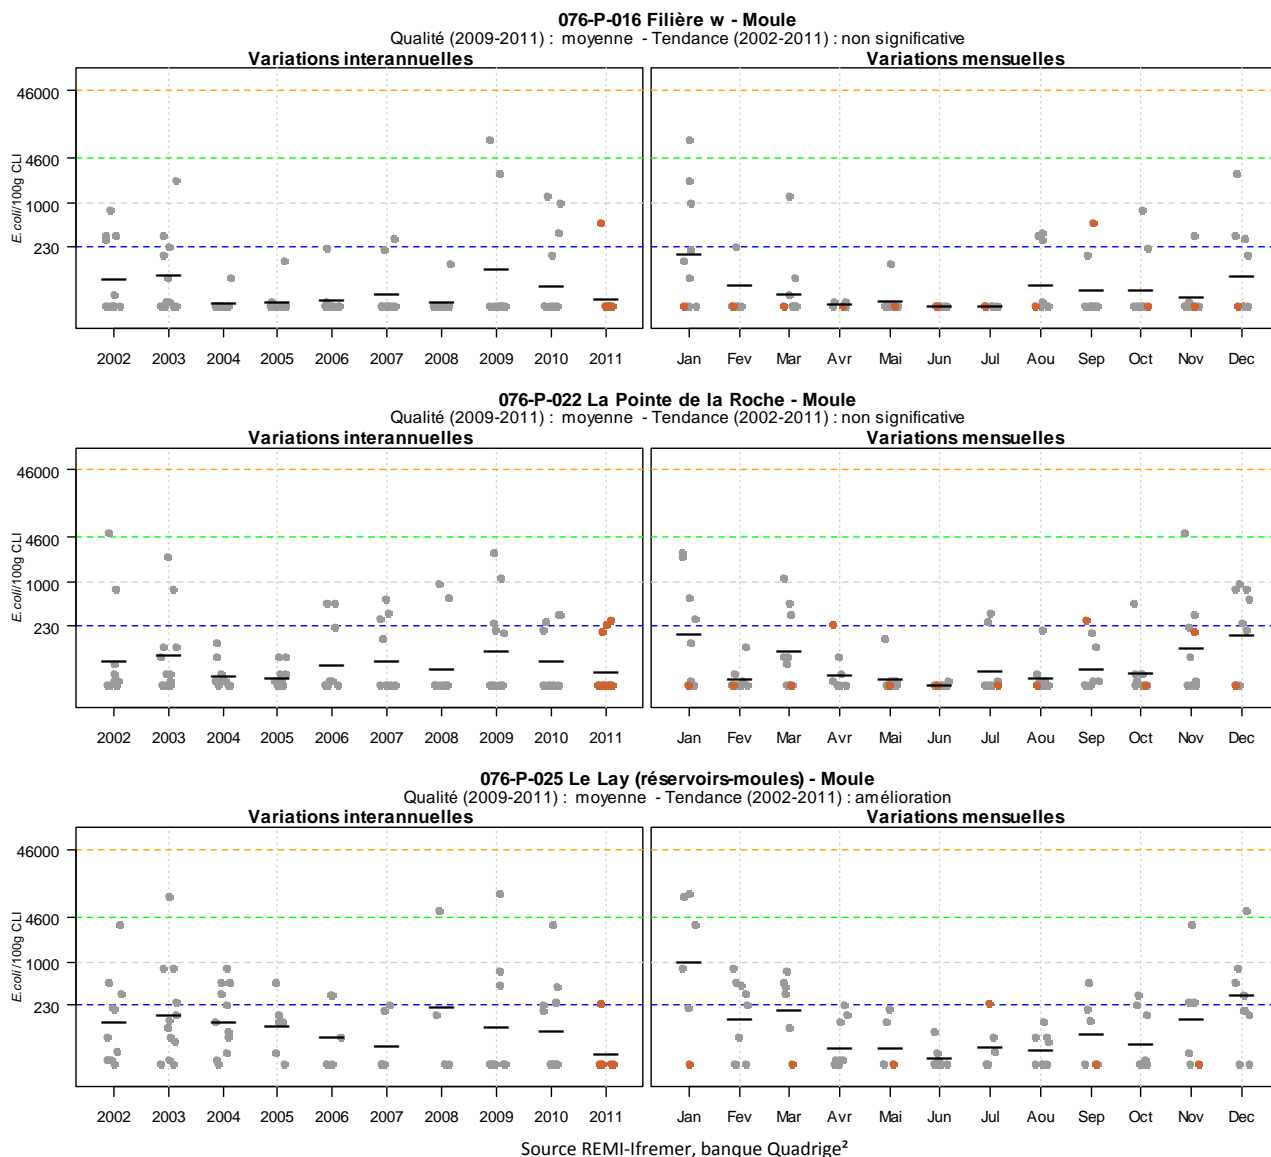 076-P-016 Filière w - Moule
Qualité (2009-2011) : moyenne - Tendance (2002-2011) : non significative
Variations interannuelles
Variations mensuelles
E.coli/100g CLI
46000
4600
1000
230
2002 2003 2004 2005 2006 2007 2008 2009 2010 2011
Jan Fev Mar Avr Mai Jun Jul Aou Sep Oct Nov Dec
076-P-022 La Pointe de la Roche - Moule
Qualité (2009-2011) : moyenne - Tendance (2002-2011) : non significative
Variations interannuelles
Variations mensuelles
E.coli/100g CLI
46000
4600
1000
230
2002 2003 2004 2005 2006 2007 2008 2009 2010 2011
Jan Fev Mar Avr Mai Jun Jul Aou Sep Oct Nov Dec
076-P-025 Le Lay (réservoirs-moules) - Moule
Qualité (2009-2011) : moyenne - Tendance (2002-2011) : amélioration
Variations interannuelles
Variations mensuelles
E.coli/100g CLI
46000
4600
1000
230
2002 2003 2004 2005 2006 2007 2008 2009 2010 2011
Jan Fev Mar Avr Mai Jun Jul Aou Sep Oct Nov Dec
Source REMI-Ifremer, banque Quadrige²